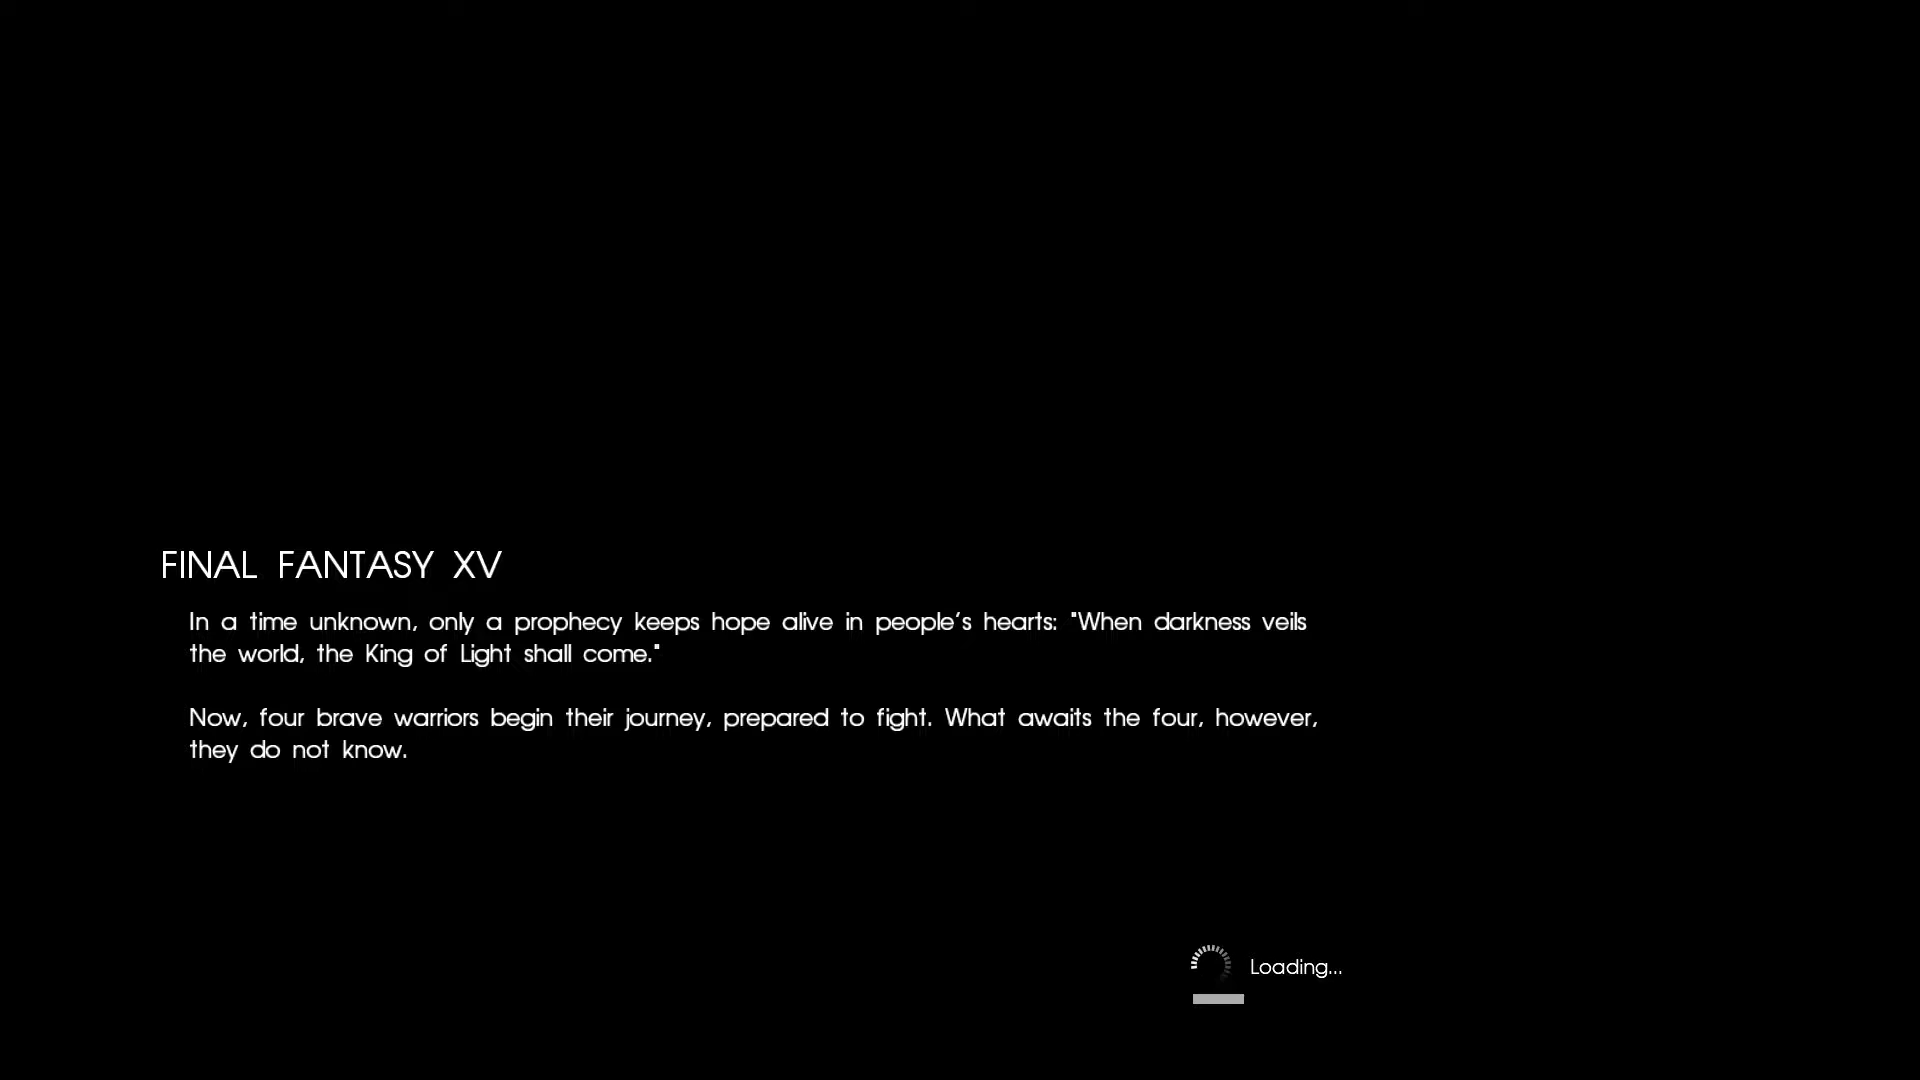 FINAL FANTASY XV
In a time unknown, only a prophecy keeps hope alive in people's hearts: "When darkness veils
the world, the King of Light shall come."
Now, four brave warriors begin their journey, prepared to fight. What awaits the four, however,
they do not know.
Loading...